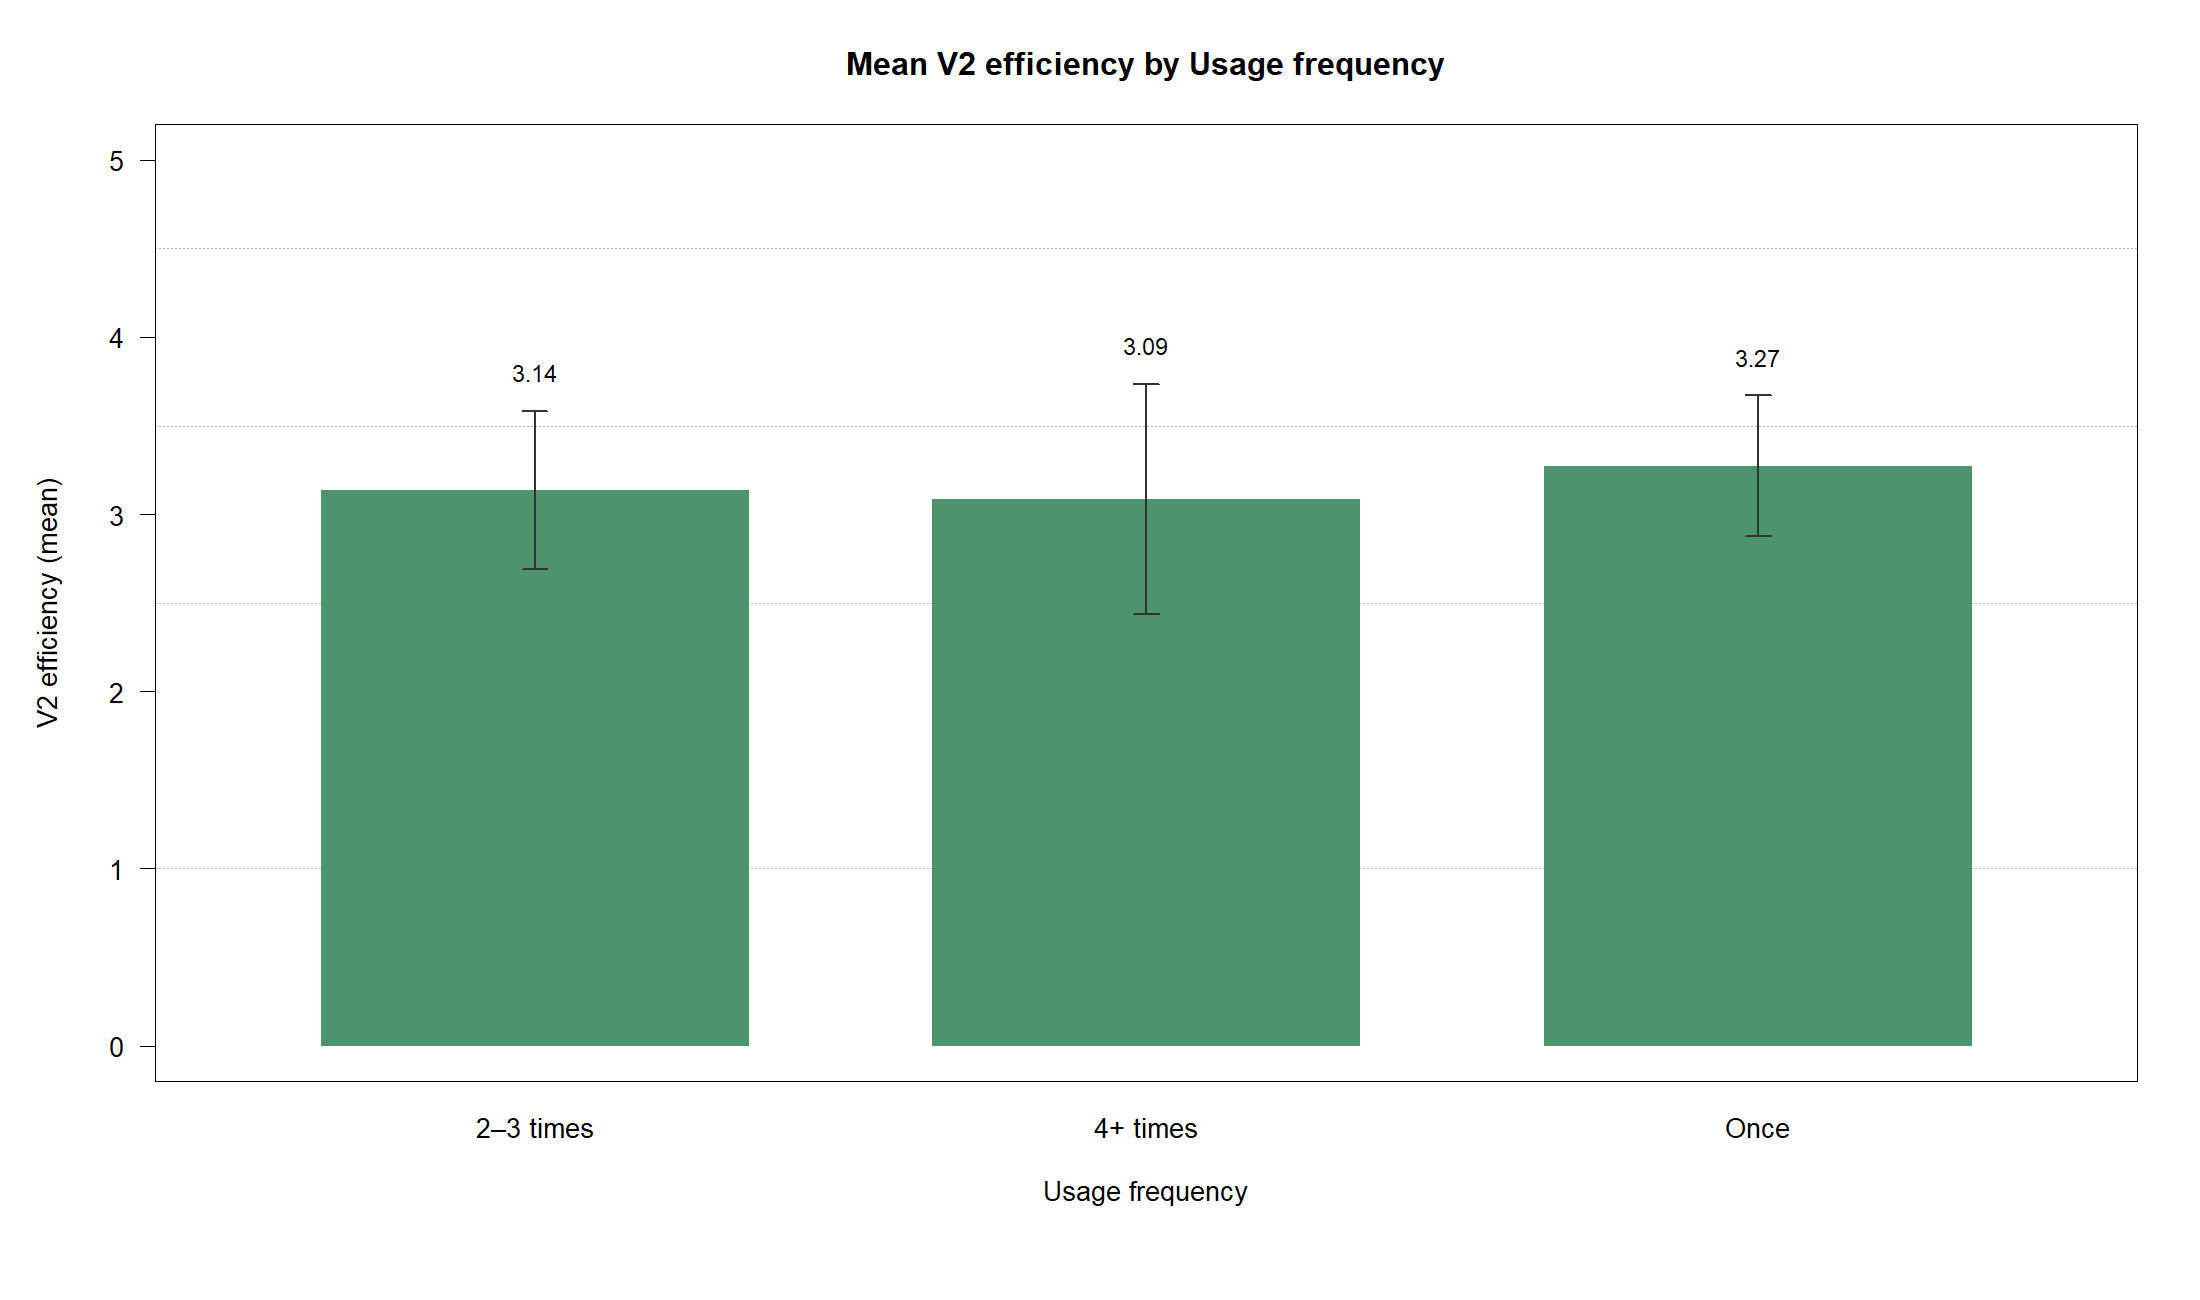 Mean V2 efficiency by Usage frequency
5
4
3
2
1
0
V2 efficiency (mean)
3.14
3.09
3.27
2–3 times
4+ times
Once
Usage frequency